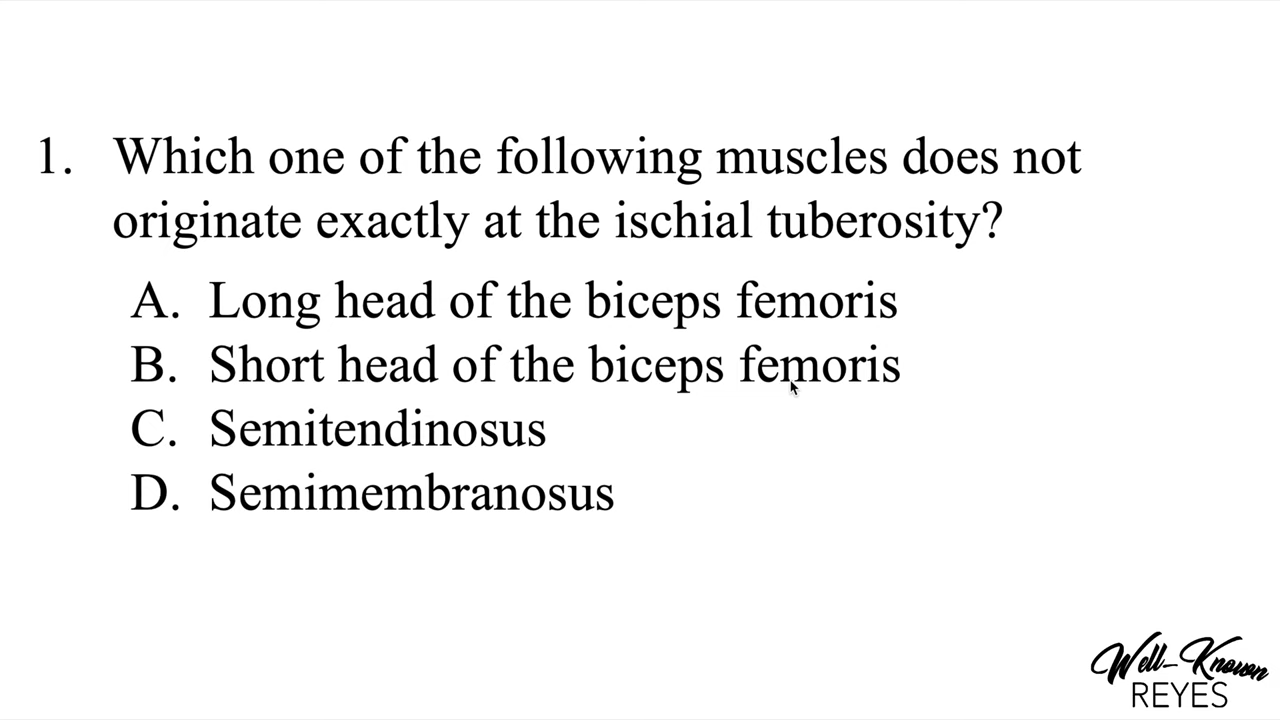 1. Which one of the following muscles does not
originate exactly at the ischial tuberosity?
A. Long head of the biceps femoris
B. Short head of the biceps femoris
C. Semitendinosus
D. Semimembranosus
Well-Known
REYES